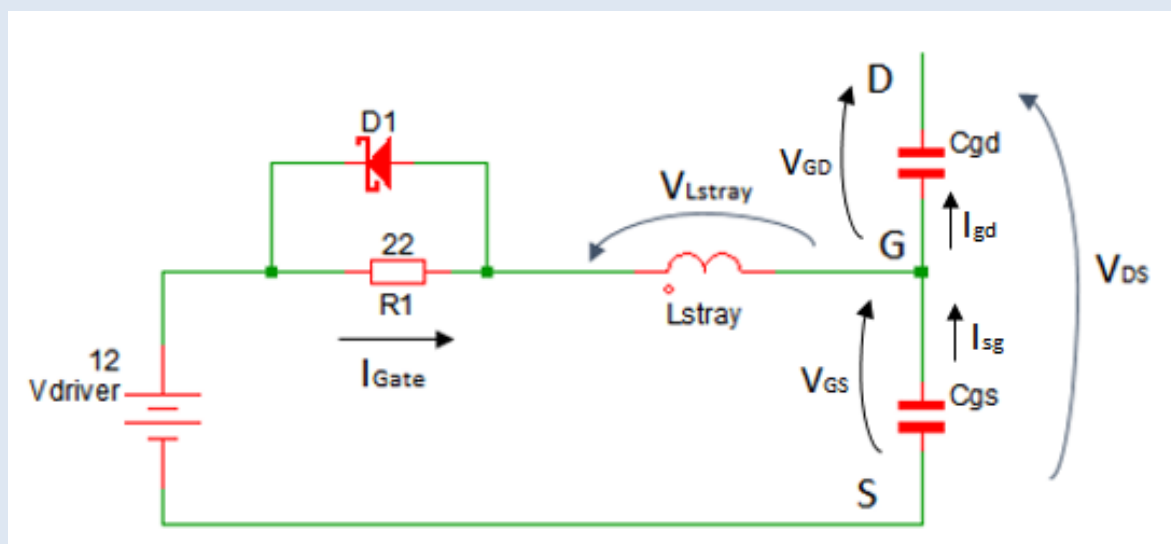 D
D1
Cgd
VGD
VLstray
Igd
22
G
VDS
R1
Lstray
Isg
IGate
12
VGS
Vdriver
Cgs
S